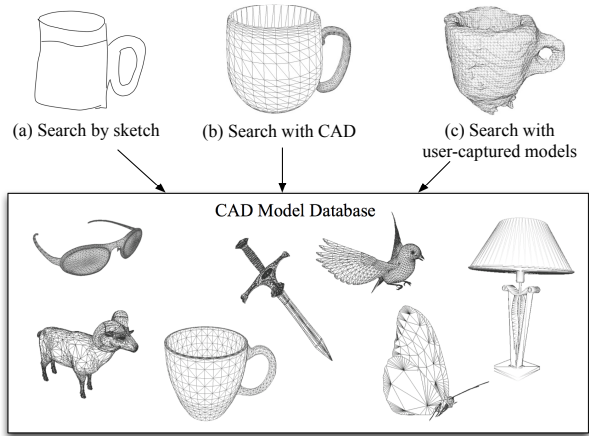 (a) Search by sketch
(b) Search with CAD
(c) Search with
user-captured models
CAD Model Database